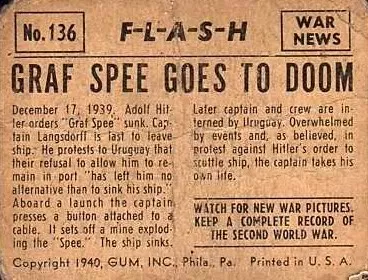 No. 136
F-L-A-S-H
WAR
NEWS
GRAF SPEE GOES TO DOOM
December 17, 1939, Adolf Hit-
ler orders "Graf Spee" sunk. Cap-
tain Langsdorff is last to leave
ship. He protests to Uruguay that
their refusal to allow him to re-
main in port "has left him no
alternative than to sink his ship."
Aboard a launch the captain
presses a button attached to a
cable. It sets off a mine explod-
ing the "Spee." The ship sinks.
Later captain and crew are in-
terned by Uruguay. Overwhelmed
by events and, as believed, in
protest against Hitler's order to
scuttle ship, the captain takes his
own life.
WATCH FOR NEW WAR PICTURES.
KEEP A COMPLETE RECORD OF
THE SECOND WORLD WAR.
Copyright 1940, GUM, INC., Phila., Pa. Printed in U. S. A.